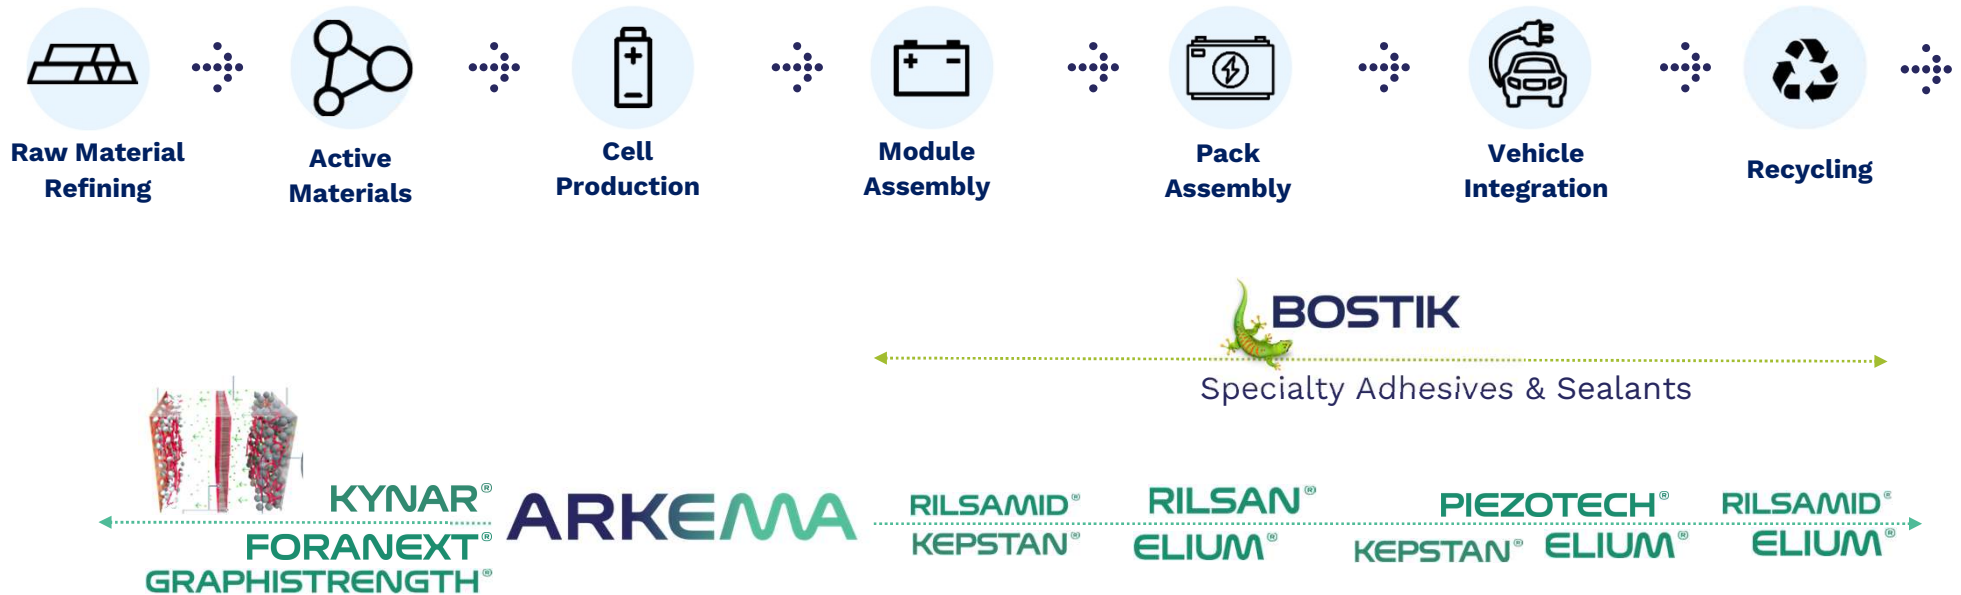 Raw Material
Refining
Active
Materials
Cell
Production
Module
Assembly
Pack
Assembly
Vehicle
Integration
Recycling
BOSTIK
Specialty Adhesives & Sealants
KYNAR®
FORANEXT®
GRAPHISTRENGTH®
ARKEMA
RILSAMID®
KEPSTAN®
RILSAN®
ELIUM®
PIEZOTECH®
KEPSTAN® ELIUM®
RILSAMID®
ELIUM®